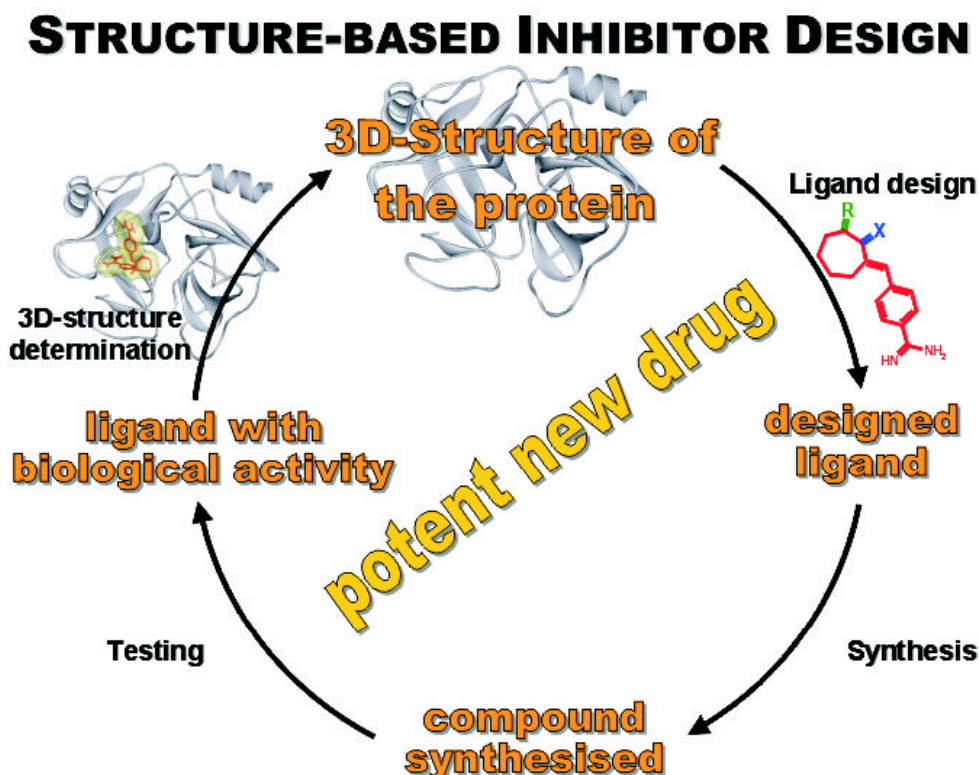 STRUCTURE-BASED INHIBITOR DESIGN
3D-Structure of
the protein
Ligand design
R
X
HN
NH₂
3D-structure
determination
ligand with
biological activity
potent new drug
designed
ligand
Testing
Synthesis
compound
synthesised